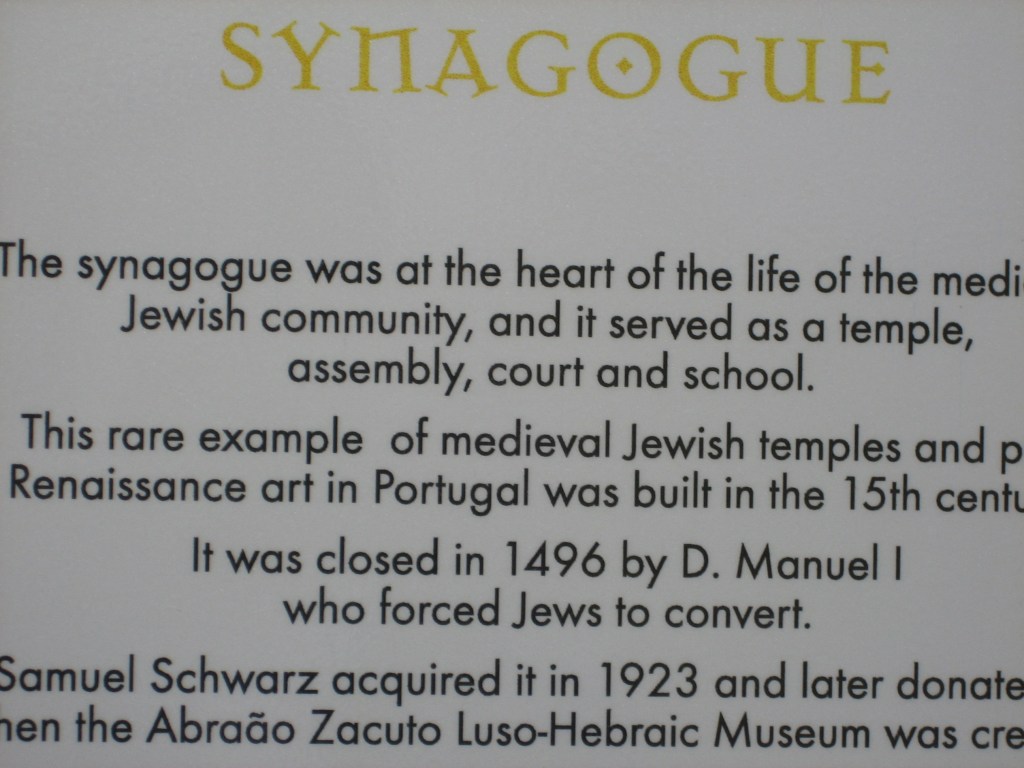 SYNAGOGUE
The synagogue was at the heart of the life of the medi
Jewish community, and it served as a temple,
assembly, court and school.
This rare example of medieval Jewish temples and p
Renaissance art in Portugal was built in the 15th centu
It was closed in 1496 by D. Manuel I
who forced Jews to convert.
Samuel Schwarz acquired it in 1923 and later donate
hen the Abraão Zacuto Luso-Hebraic Museum was cre